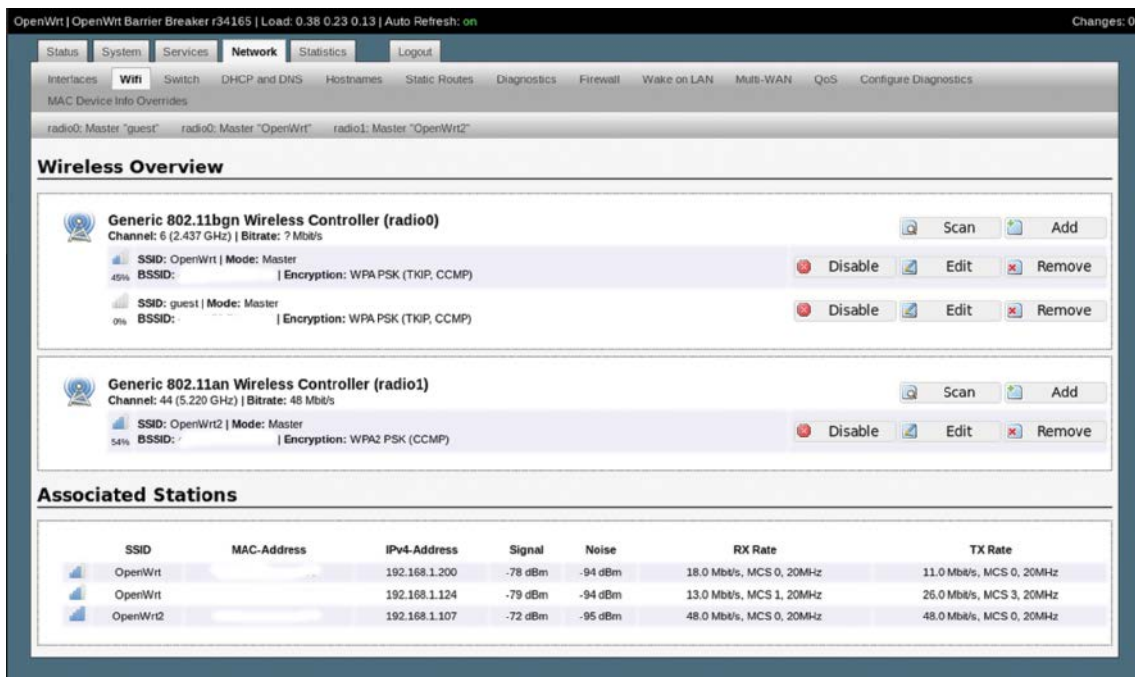 OpenWrt | OpenWrt Barrier Breaker r34165 | Load: 0.38 0.23 0.13 | Auto Refresh: on Changes: 0
Status System Services Network Statistics Logout
Interfaces Wifi Switch DHCP and DNS Hostnames Static Routes Diagnostics Firewall Wake on LAN Multi-WAN QoS Configure Diagnostics
MAC Device Info Overrides
radio0: Master "guest" radio0: Master "OpenWrt" radio1: Master "OpenWrt2"
Wireless Overview
Generic 802.11bgn Wireless Controller (radio0)
Channel: 6 (2.437 GHz) | Bitrate: ? Mbit/s
Scan Add
SSID: OpenWrt | Mode: Master
45% BSSID: | Encryption: WPA PSK (TKIP, CCMP)
Disable Edit Remove
SSID: guest | Mode: Master
0% BSSID: | Encryption: WPA PSK (TKIP, CCMP)
Disable Edit Remove
Generic 802.11an Wireless Controller (radio1)
Channel: 44 (5.220 GHz) | Bitrate: 48 Mbit/s
Scan Add
SSID: OpenWrt2 | Mode: Master
54% BSSID: | Encryption: WPA2 PSK (CCMP)
Disable Edit Remove
Associated Stations
SSID MAC-Address IPv4-Address Signal Noise RX Rate TX Rate
OpenWrt 192.168.1.200 -78 dBm -94 dBm 18.0 Mbit/s, MCS 0, 20MHz 11.0 Mbit/s, MCS 0, 20MHz
OpenWrt 192.168.1.124 -79 dBm -94 dBm 13.0 Mbit/s, MCS 1, 20MHz 26.0 Mbit/s, MCS 3, 20MHz
OpenWrt2 192.168.1.107 -72 dBm -95 dBm 48.0 Mbit/s, MCS 0, 20MHz 48.0 Mbit/s, MCS 0, 20MHz